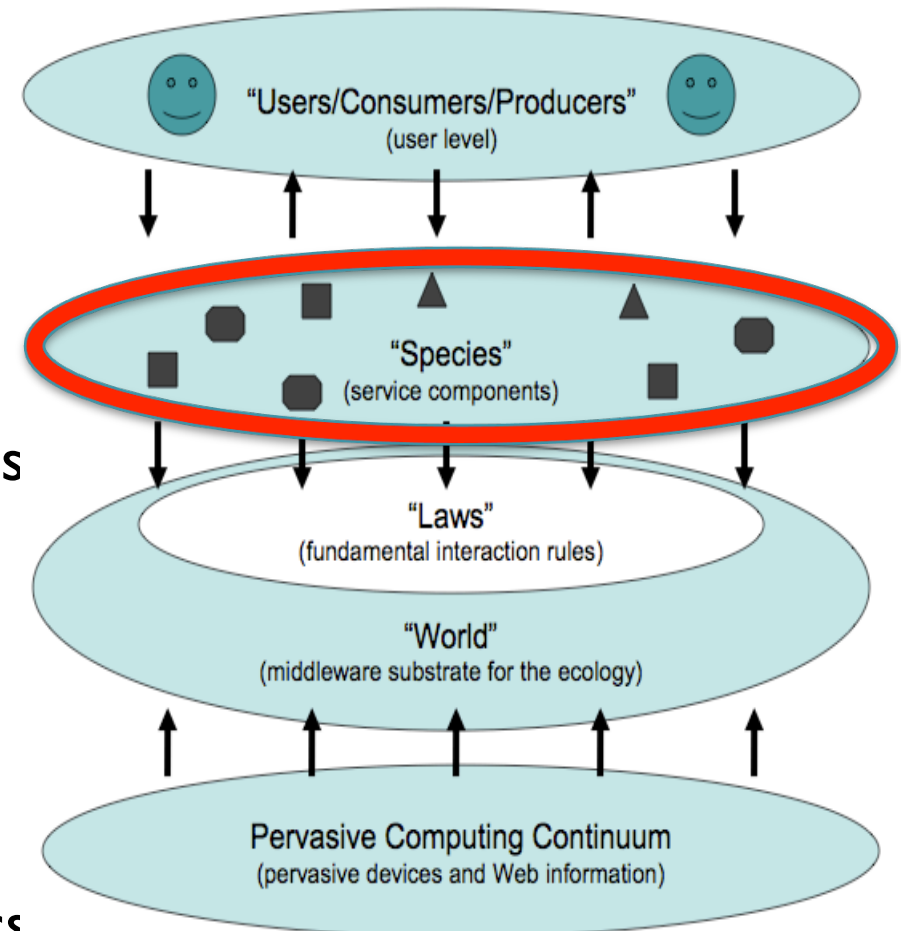 “Users/Consumers/Producers”
(user level)
“Species”
(service components)
s
“Laws”
(fundamental interaction rules)
“World”
(middleware substrate for the ecology)
Pervasive Computing Continuum
(pervasive devices and Web information)
rs